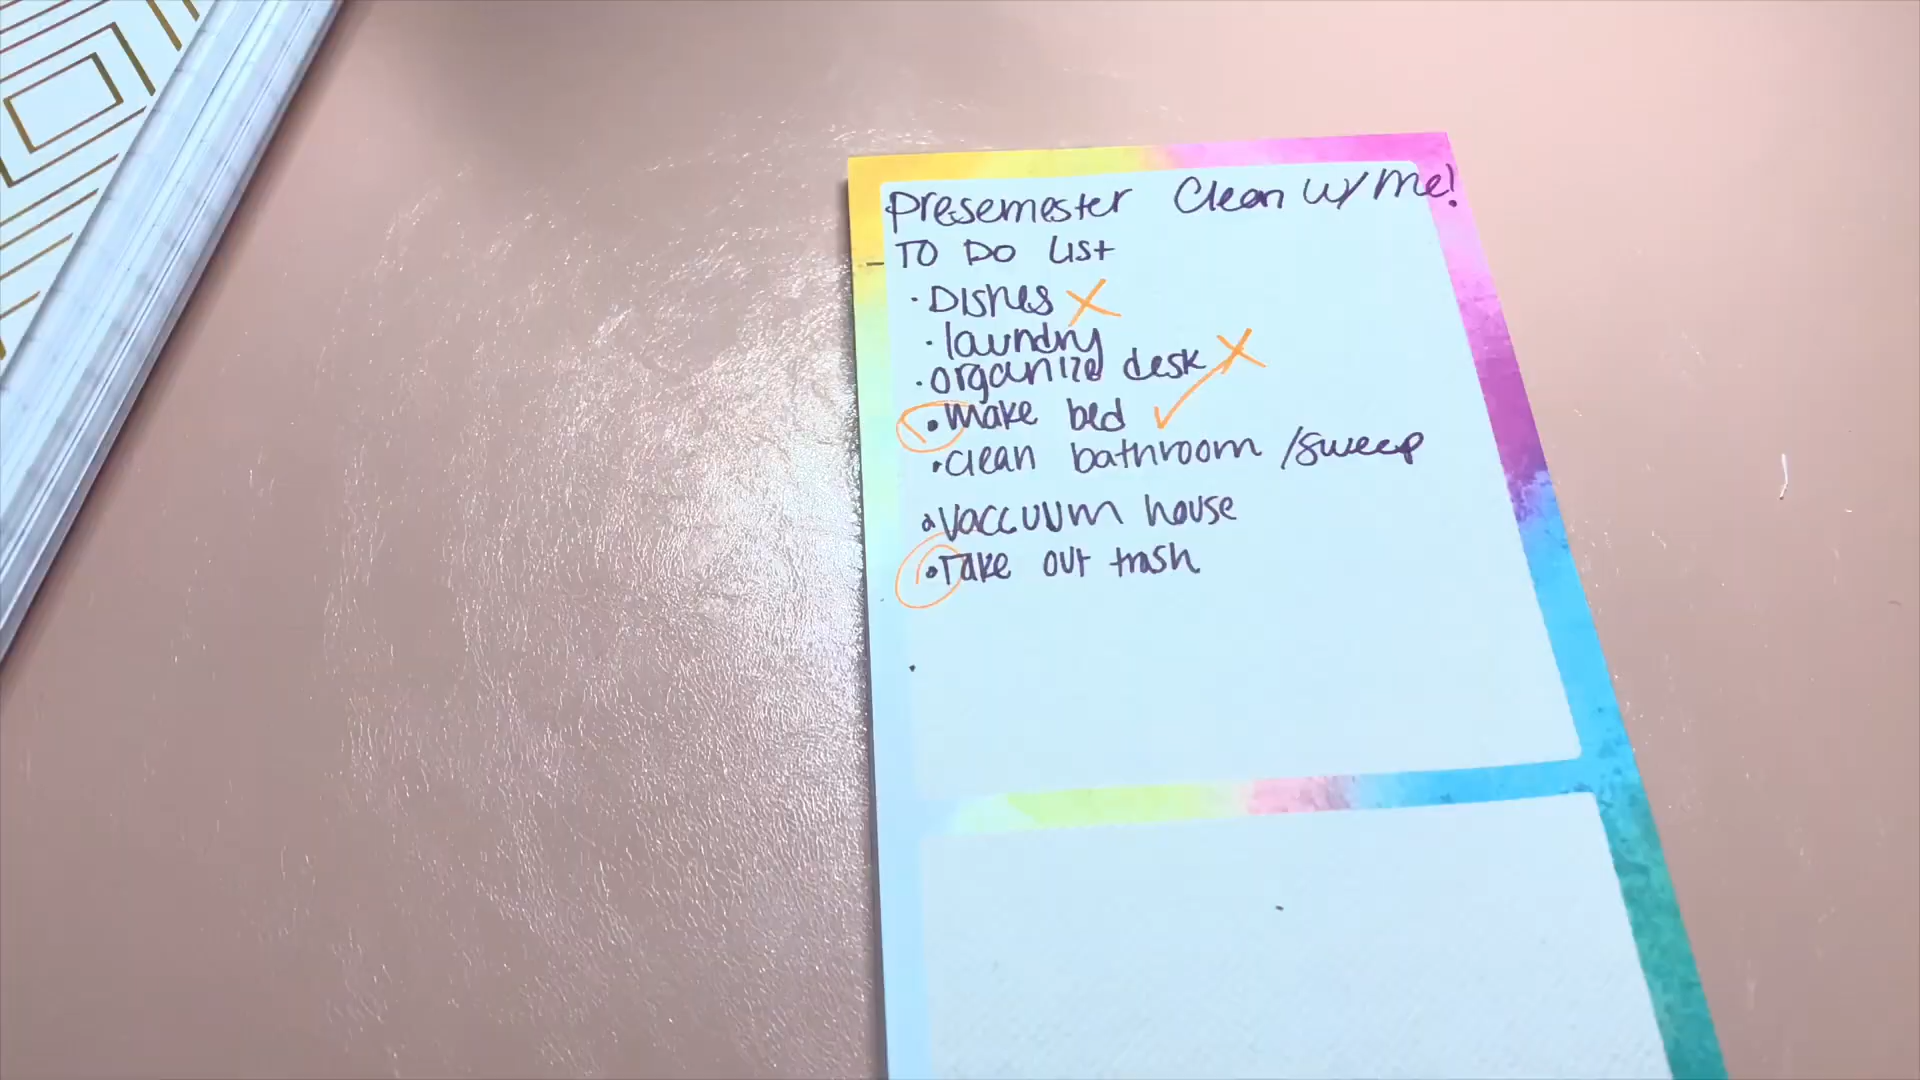 Presemester Clean w/ Me!
TO DO LIST
• Dishes X
• laundry
• organize desk X
• Make bed ✓
• clean bathroom / sweep
• Vaccuum house
• Take out trash